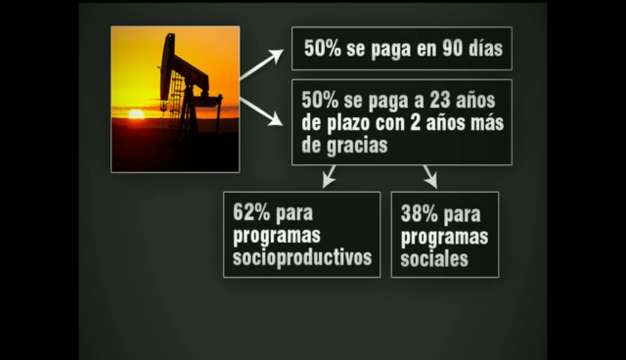 50% se paga en 90 días
50% se paga a 23 años
de plazo con 2 años más
de gracias
62% para
programas
socioproductivos
38% para
programas
sociales